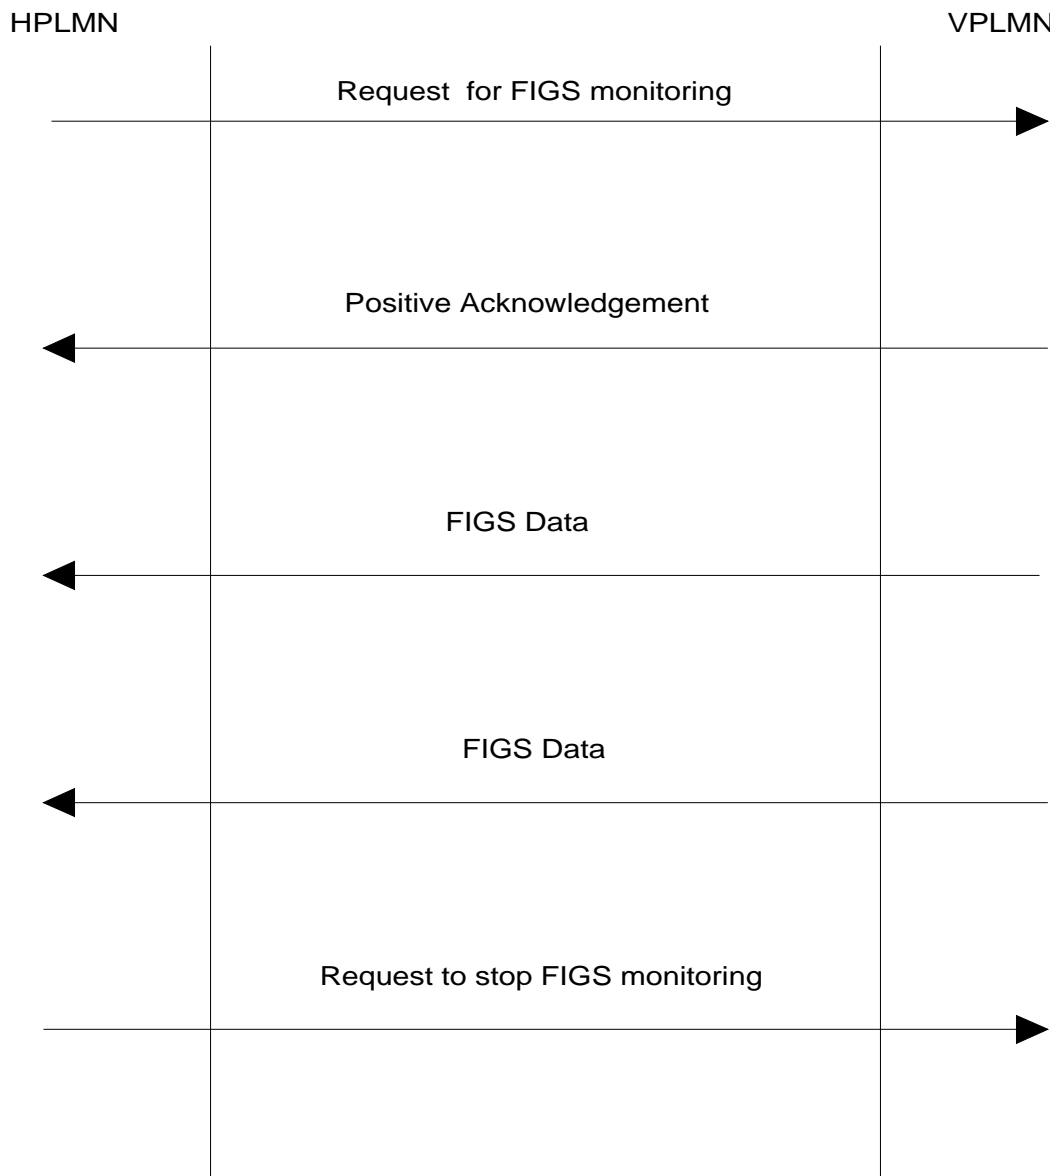 HPLMN
VPLMN
Request for FIGS monitoring
Positive Acknowledgement
FIGS Data
FIGS Data
Request to stop FIGS monitoring